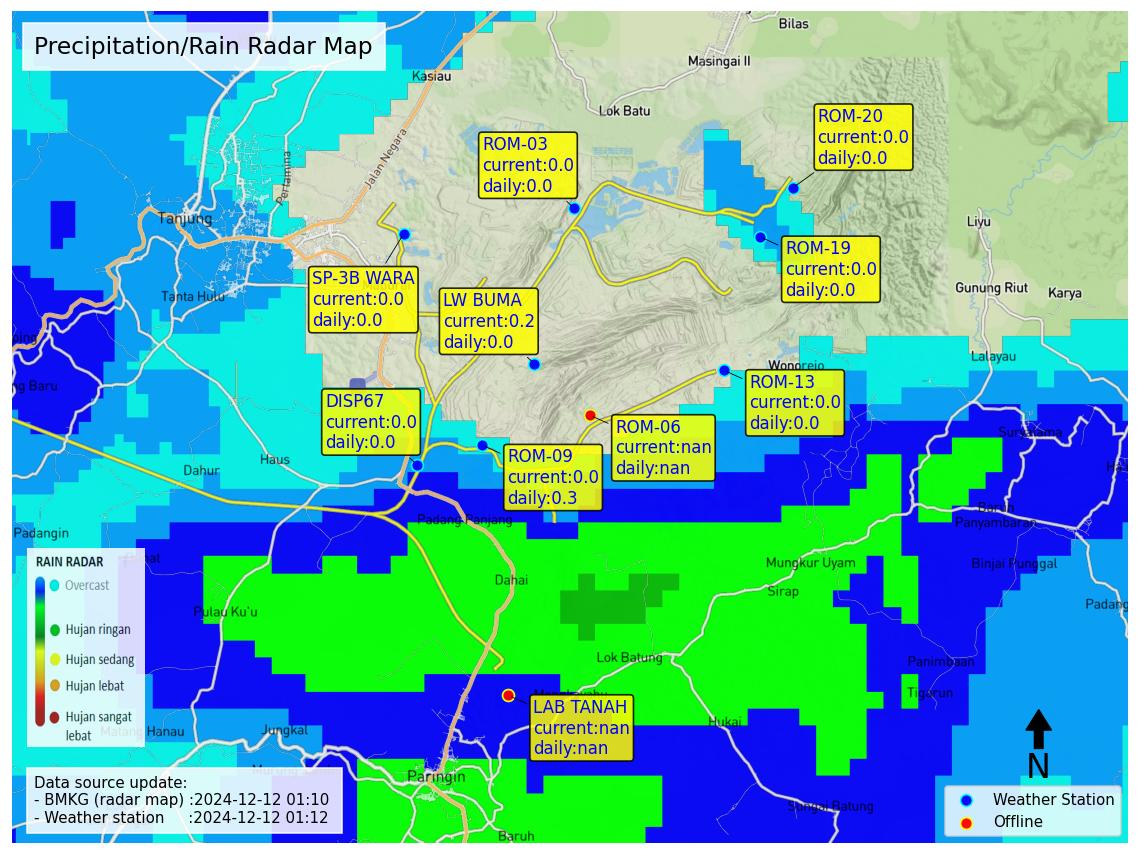 Precipitation/Rain Radar Map
Bilas
Masingai II
Kasiau
Lok Batu
Jalan Negara
Pertamina
Tanjung
Tanta Hulu
Liyu
Gunung Riut
Karya
Lalayau
Wonorejo
ROM-20
current:0.0
daily:0.0
ROM-03
current:0.0
daily:0.0
ROM-19
current:0.0
daily:0.0
SP-3B WARA
current:0.0
daily:0.0
LW BUMA
current:0.2
daily:0.0
ROM-13
current:0.0
daily:0.0
DISP67
current:0.0
daily:0.0
ROM-06
current:nan
daily:nan
ROM-09
current:0.0
daily:0.3
ng Baru
Dahur
Haus
Padangin
Padang Panjang
Dahai
Pulau Ku`u
Mungkur Uyam
Sirap
Lok Batung
Baruh
Panyambaran
Binjai Punggal
Padang
Panimbaan
Tigarun
Hukai
LAB TANAH
current:nan
daily:nan
Jungkal
Paringin
Baruh
Sungai Batung
RAIN RADAR
Overcast
Hujan ringan
Hujan sedang
Hujan lebat
Hujan sangat
lebat
Data source update:
- BMKG (radar map) :2024-12-12 01:10
- Weather station :2024-12-12 01:12
N
Weather Station
Offline